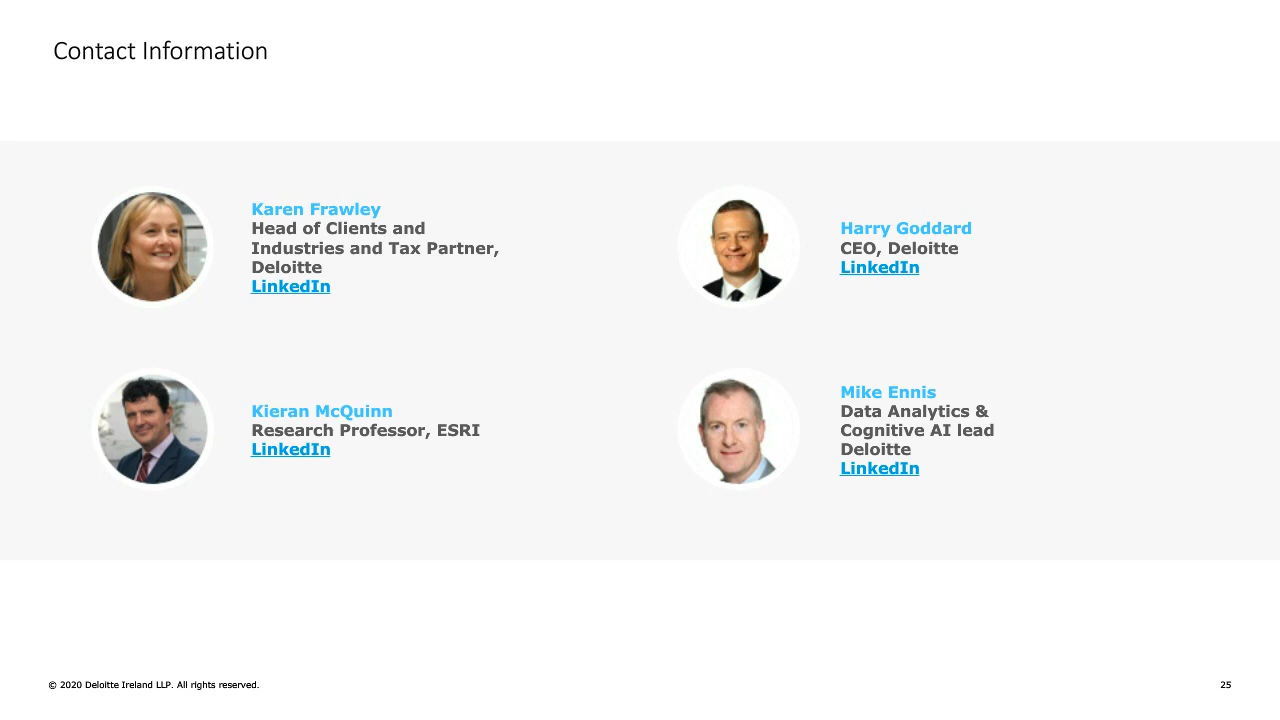 Contact Information
Karen Frawley
Head of Clients and
Industries and Tax Partner,
Deloitte
LinkedIn
Harry Goddard
CEO, Deloitte
LinkedIn
Kieran McQuinn
Research Professor, ESRI
LinkedIn
Mike Ennis
Data Analytics &
Cognitive AI lead
Deloitte
LinkedIn
© 2020 Deloitte Ireland LLP. All rights reserved.
25